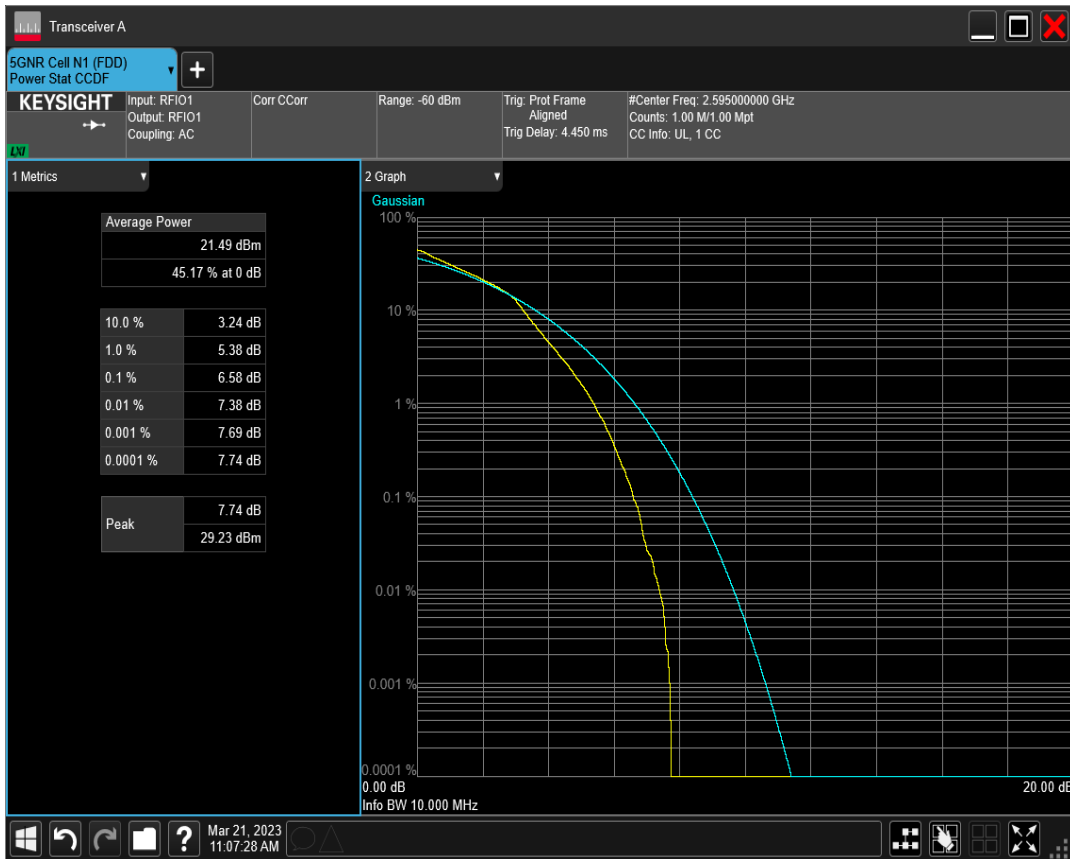 Transceiver A
5GNR Cell N1 (FDD)
Power Stat CCDF
+
KEYSIGHT
LXI
Input: RFIO1
Output: RFIO1
Coupling: AC
Corr CCorr
Range: -60 dBm
Trig: Prot Frame
Aligned
Trig Delay: 4.450 ms
#Center Freq: 2.595000000 GHz
Counts: 1.00 M/1.00 Mpt
CC Info: UL, 1 CC
1 Metrics
Average Power
21.49 dBm
45.17 % at 0 dB
10.0 % 3.24 dB
1.0 % 5.38 dB
0.1 % 6.58 dB
0.01 % 7.38 dB
0.001 % 7.69 dB
0.0001 % 7.74 dB
Peak
7.74 dB
29.23 dBm
2 Graph
Gaussian
100 %
10 %
1 %
0.1 %
0.01 %
0.001 %
0.0001 %
0.00 dB 20.00 dB
Info BW 10.000 MHz
?
Mar 21, 2023
11:07:28 AM